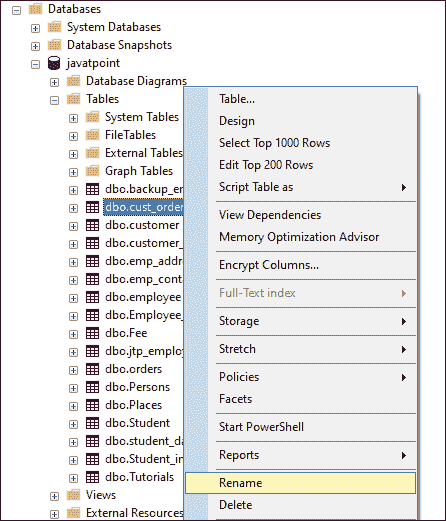 Databases
System Databases
Database Snapshots
javatpoint
Database Diagrams
Tables
System Tables
FileTables
External Tables
Graph Tables
dbo.backup_en
dbo.cust_order
dbo.customer
dbo.customer_
dbo.emp_addr
dbo.emp_cont
dbo.employee
dbo.Employee_
dbo.Fee
dbo.jtp_employ
dbo.orders
dbo.Persons
dbo.Places
dbo.Student
dbo.student_da
dbo.Student_in
dbo.Tutorials
Views
External Resources
Table...
Design
Select Top 1000 Rows
Edit Top 200 Rows
Script Table as
View Dependencies
Memory Optimization Advisor
Encrypt Columns...
Full-Text index
Storage
Stretch
Policies
Facets
Start PowerShell
Reports
Rename
Delete